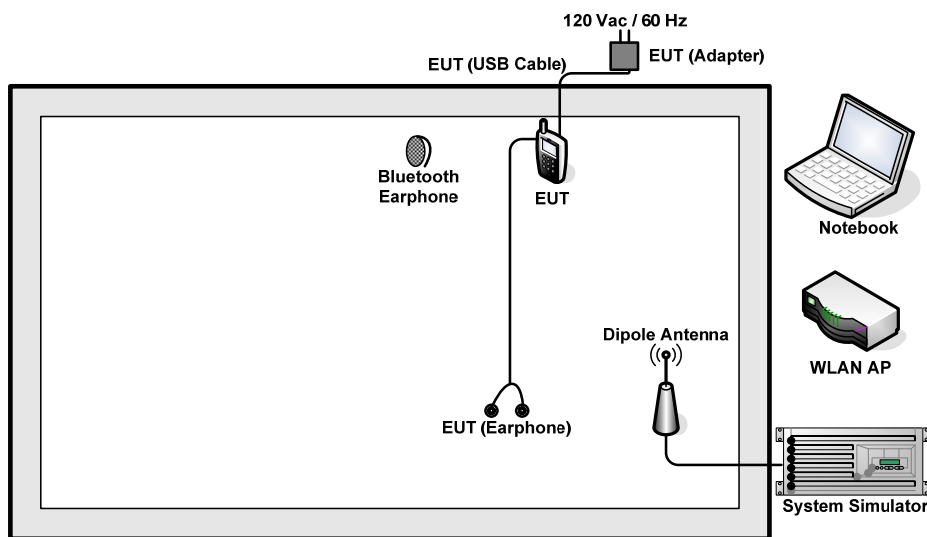 120 Vac / 60 Hz
EUT (USB Cable)
EUT (Adapter)
Bluetooth
Earphone
EUT
Notebook
Dipole Antenna
WLAN AP
EUT (Earphone)
System Simulator